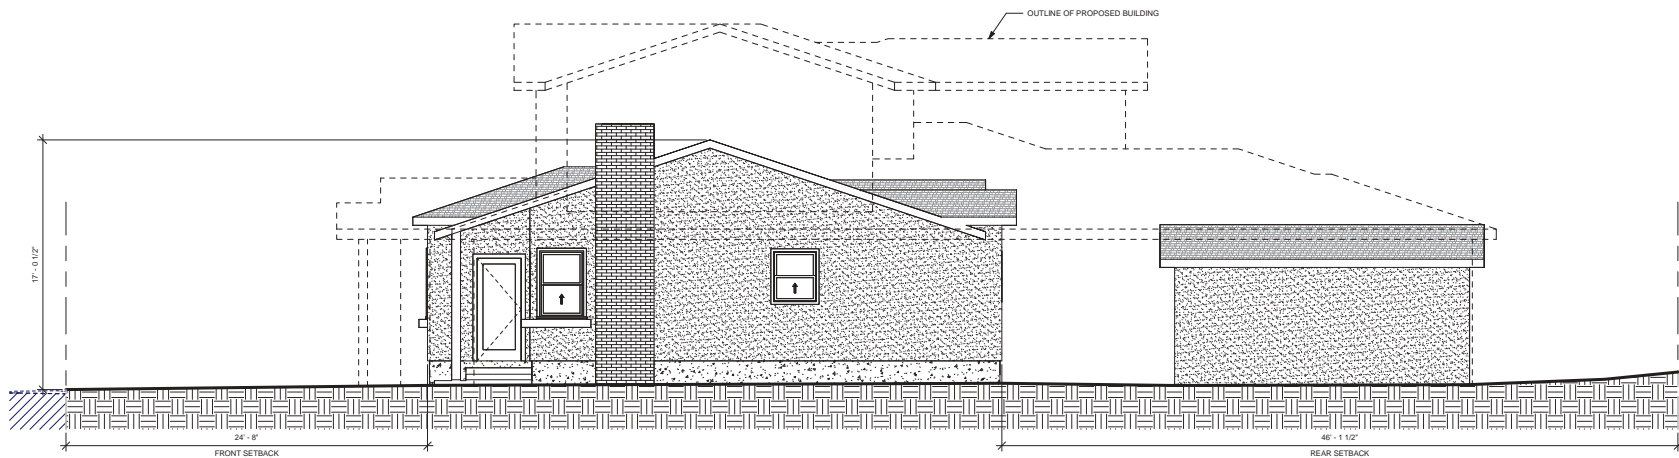 OUTLINE OF PROPOSED BUILDING
17' - 0 1/2"
24' - 8"
FRONT SETBACK
46' - 1 1/2"
REAR SETBACK